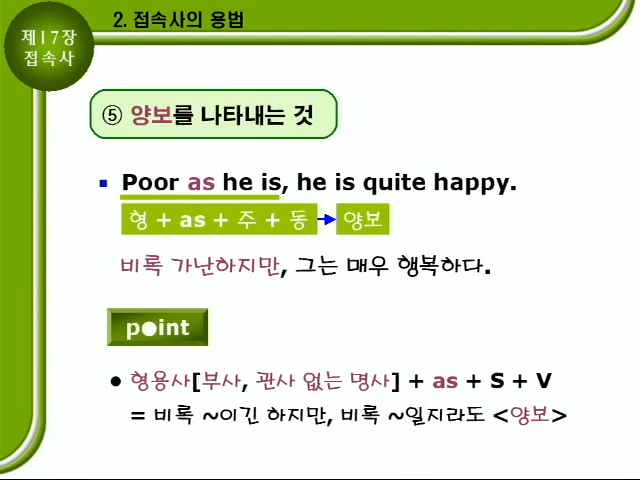 제17장
접속사
2. 접속사의 용법
⑤ 양보를 나타내는 것
Poor as he is, he is quite happy.
형 + as + 주 + 동 → 양보
비록 가난하지만, 그는 매우 행복하다.
point
● 형용사[부사, 관사 없는 명사] + as + S + V
= 비록 ~이긴 하지만, 비록 ~일지라도 <양보>